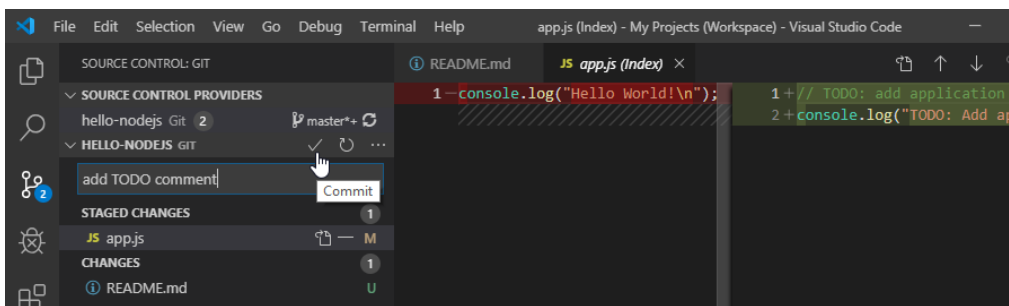 File Edit Selection View Go Debug Terminal Help app.js (Index) - My Projects (Workspace) - Visual Studio Code
SOURCE CONTROL: GIT
README.md
JS app.js (Index)
SOURCE CONTROL PROVIDERS
hello-nodejs Git 2 master*+
HELLO-NODEJS GIT
add TODO comment
Commit
STAGED CHANGES 1
JS app.js M
CHANGES 1
README.md U
2
1 console.log("Hello World!\n");
1+// TODO: add application
2+console.log("TODO: Add